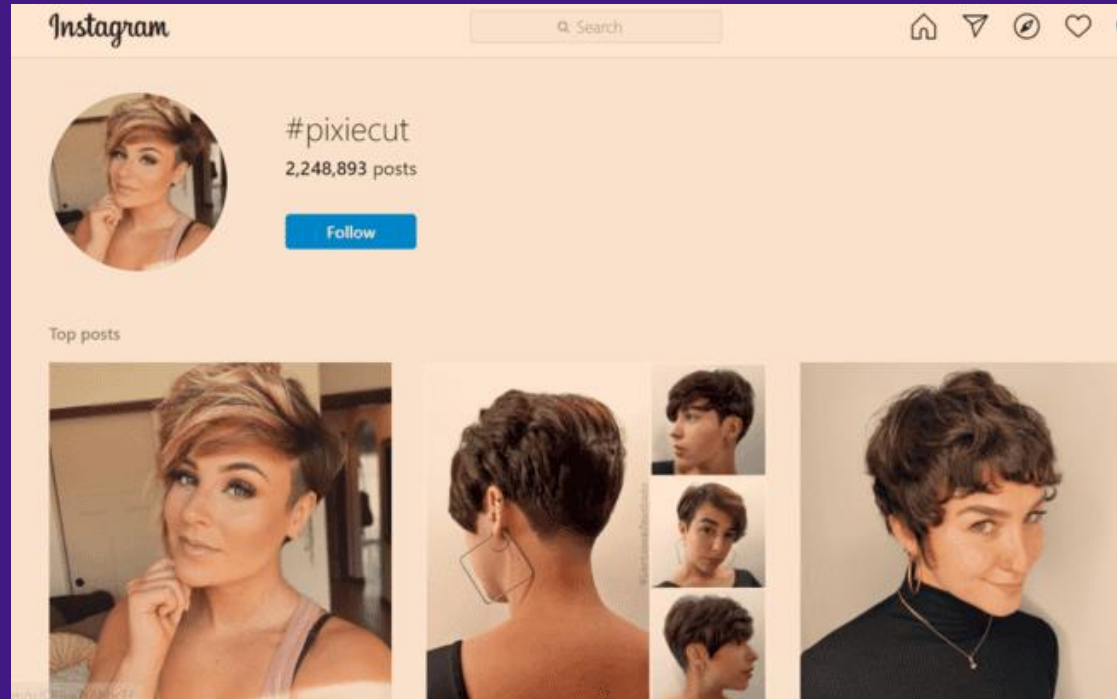 Instagram
Search
#pixiecut
2,248,893 posts
Follow
Top posts